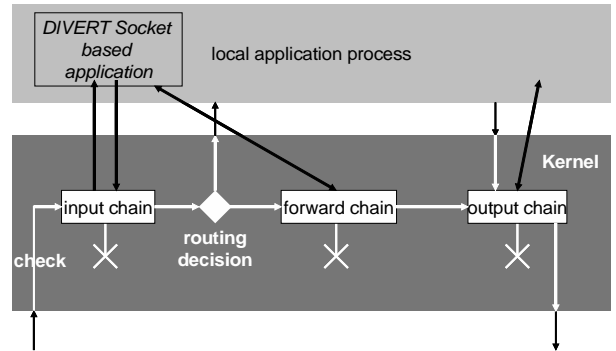 DIVERT Socket
based
application
local application process
Kernel
input chain
forward chain
output chain
routing
decision
check